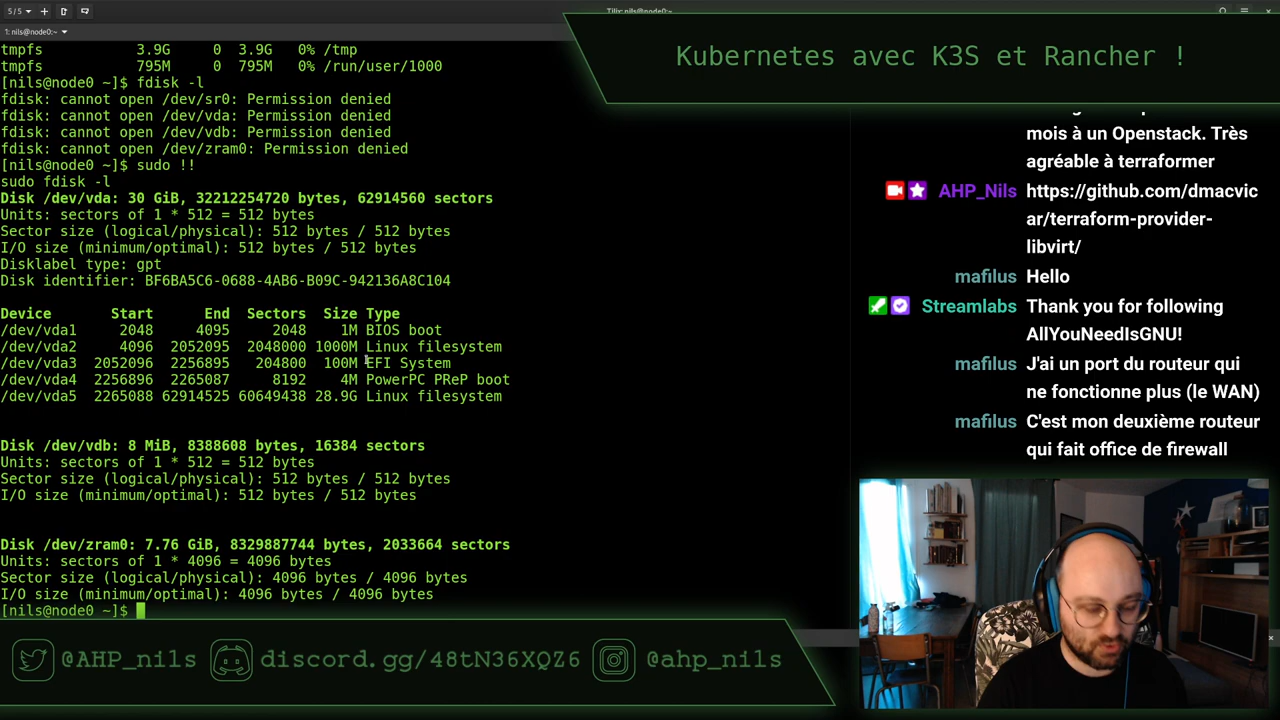 5/5
Tilix: nils@node0:~
1: nils@node0:~
tmpfs 3.9G 0 3.9G 0% /tmp
tmpfs 795M 0 795M 0% /run/user/1000
[nils@node0 ~]$ fdisk -l
fdisk: cannot open /dev/sr0: Permission denied
fdisk: cannot open /dev/vda: Permission denied
fdisk: cannot open /dev/vdb: Permission denied
fdisk: cannot open /dev/zram0: Permission denied
[nils@node0 ~]$ sudo !!
sudo fdisk -l
Disk /dev/vda: 30 GiB, 32212254720 bytes, 62914560 sectors
Units: sectors of 1 * 512 = 512 bytes
Sector size (logical/physical): 512 bytes / 512 bytes
I/O size (minimum/optimal): 512 bytes / 512 bytes
Disklabel type: gpt
Disk identifier: BF6BA5C6-0688-4AB6-B09C-942136A8C104
Device Start End Sectors Size Type
/dev/vda1 2048 4095 2048 1M BIOS boot
/dev/vda2 4096 2052095 2048000 1000M Linux filesystem
/dev/vda3 2052096 2256895 204800 100M EFI System
/dev/vda4 2256896 2265087 8192 4M PowerPC PReP boot
/dev/vda5 2265088 62914525 60649438 28.9G Linux filesystem
Disk /dev/vdb: 8 MiB, 8388608 bytes, 16384 sectors
Units: sectors of 1 * 512 = 512 bytes
Sector size (logical/physical): 512 bytes / 512 bytes
I/O size (minimum/optimal): 512 bytes / 512 bytes
Disk /dev/zram0: 7.76 GiB, 8329887744 bytes, 2033664 sectors
Units: sectors of 1 * 4096 = 4096 bytes
Sector size (logical/physical): 4096 bytes / 4096 bytes
I/O size (minimum/optimal): 4096 bytes / 4096 bytes
[nils@node0 ~]$
Kubernetes avec K3S et Rancher !
mois à un Openstack. Très
agréable à terraformer
AHP_Nils https://github.com/dmacvic
ar/terraform-provider-
libvirt/
mafilus Hello
Streamlabs Thank you for following
AllYouNeedIsGNU!
mafilus J'ai un port du routeur qui
ne fonctionne plus (le WAN)
mafilus C'est mon deuxième routeur
qui fait office de firewall
@AHP_nils discord.gg/48tN36XQZ6 @ahp_nils